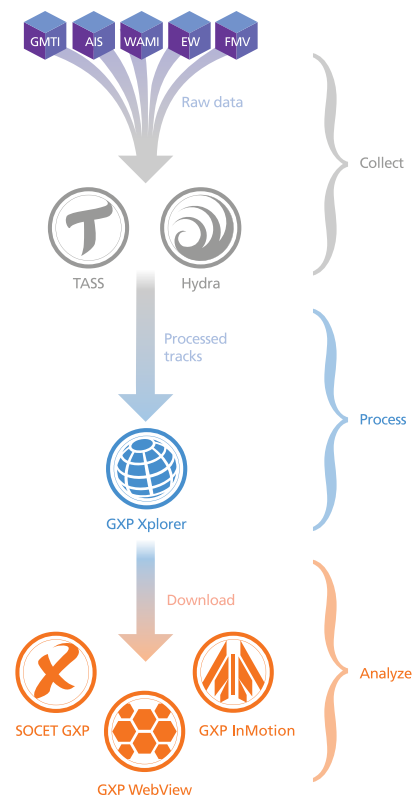 GMTI AIS WAMI EW FMV
Raw data
Collect
TASS Hydra
Processed
tracks
Process
GXP Xplorer
Download
Analyze
SOCET GXP GXP InMotion
GXP WebView